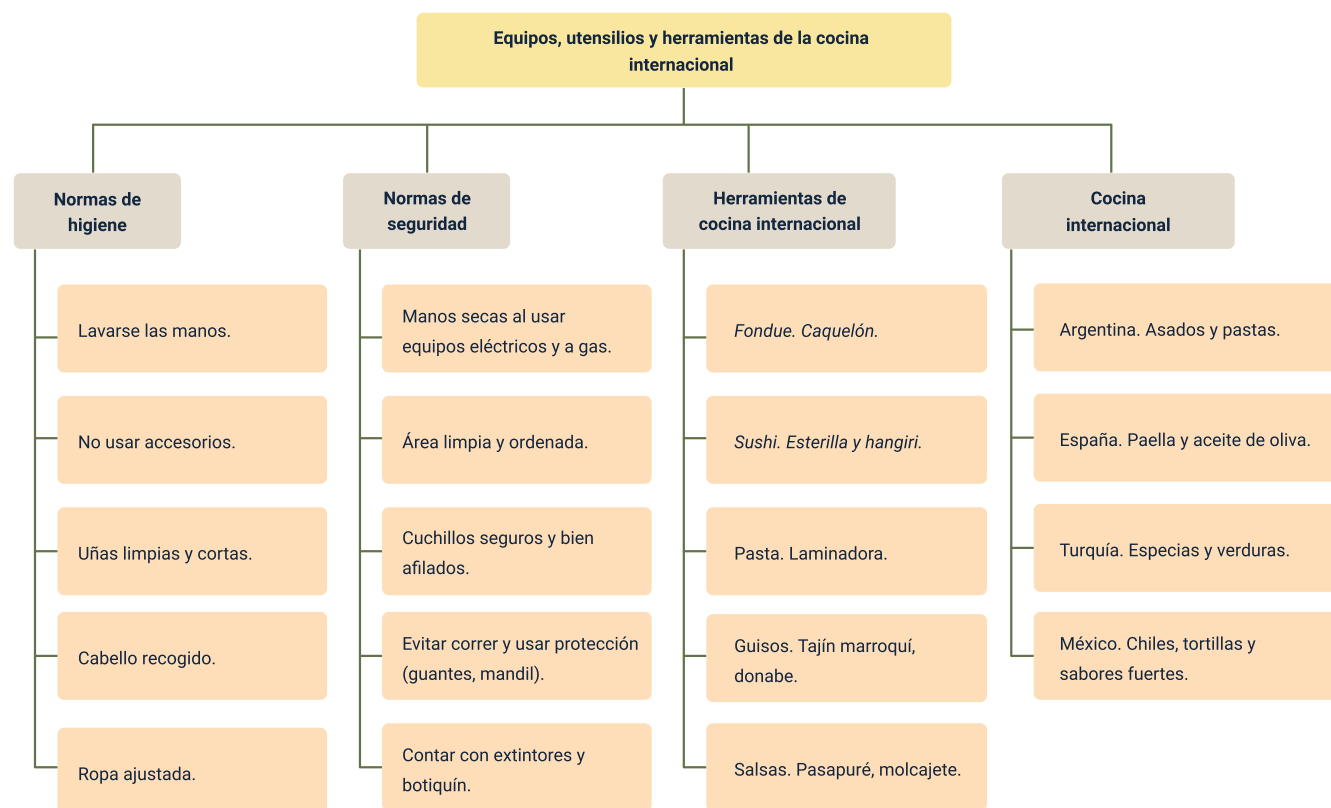 Equipos, utensilios y herramientas de la cocina
internacional
Normas de
higiene
Lavarse las manos.
No usar accesorios.
Uñas limpias y cortas.
Cabello recogido.
Ropa ajustada.
Normas de
seguridad
Manos secas al usar
equipos eléctricos y a gas.
Área limpia y ordenada.
Cuchillos seguros y bien
afilados.
Evitar correr y usar protección
(guantes, mandil).
Contar con extintores y
botiquín.
Herramientas de
cocina internacional
Fondue. Caquelón.
Sushi. Esterilla y hangiri.
Pasta. Laminadora.
Guisos. Tajín marroquí,
donabe.
Salsas. Pasapuré, molcajete.
Cocina
internacional
Argentina. Asados y pastas.
España. Paella y aceite de oliva.
Turquía. Especias y verduras.
México. Chiles, tortillas y
sabores fuertes.